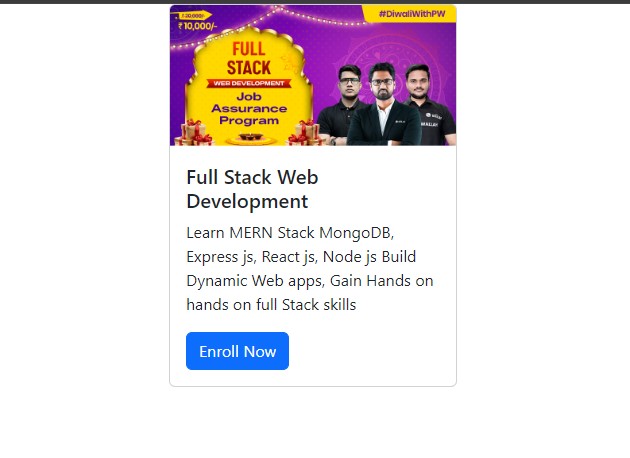 #DiwaliWithPW
₹10,000/-
FULL
STACK
WEB DEVELOPMENT
Job
Assurance
Program
Full Stack Web
Development
Learn MERN Stack MongoDB,
Express js, React js, Node js Build
Dynamic Web apps, Gain Hands on
hands on full Stack skills
Enroll Now